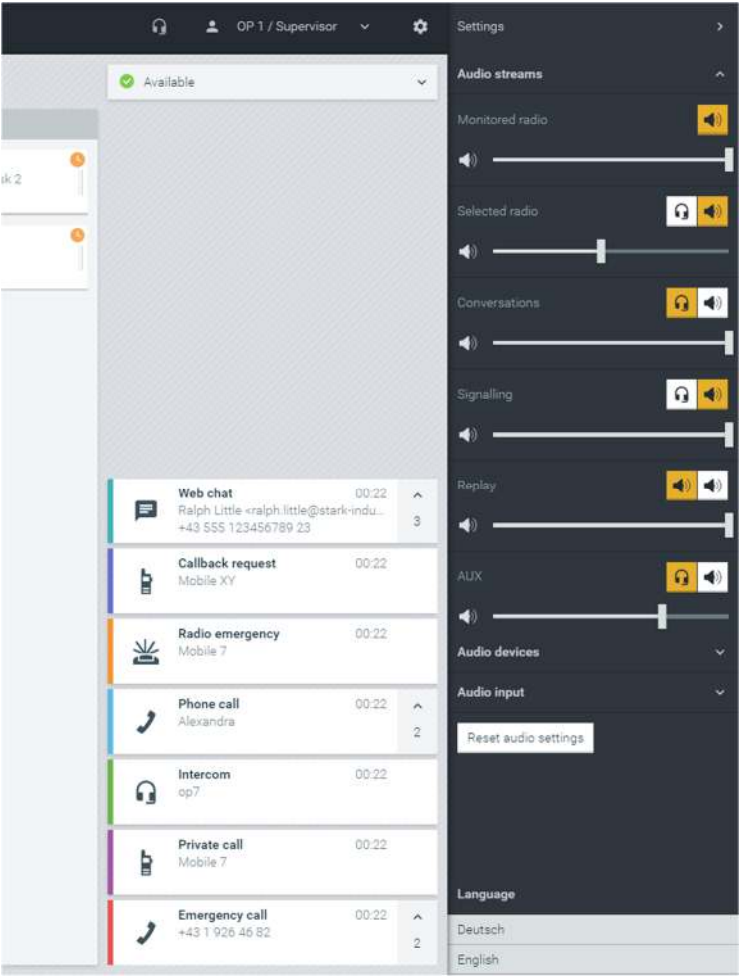 OP 1 / Supervisor
Settings
Available
Audio streams
Monitored radio
Selected radio
Conversations
Signalling
Replay
AUX
Audio devices
Audio input
Reset audio settings
Language
Deutsch
English
2
Web chat 00:22
Ralph Little <ralph.little@stark-indu...
+43 555 123456789 23
3
Callback request 00:22
Mobile XY
Radio emergency 00:22
Mobile 7
Phone call 00:22
Alexandra
2
Intercom 00:22
op7
Private call 00:22
Mobile 7
Emergency call 00:22
+43 1 926 46 82
2